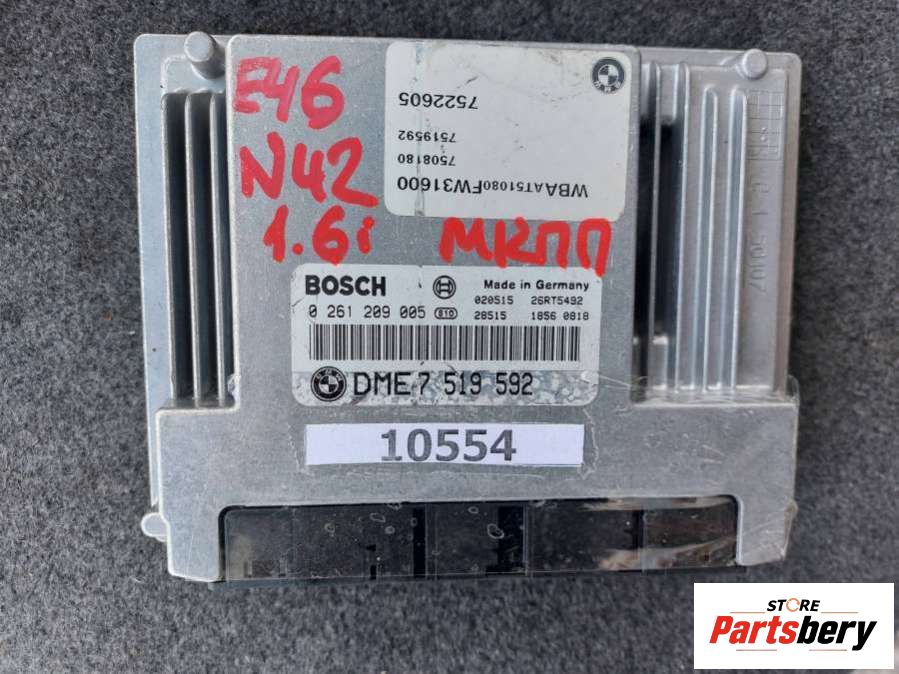 E46
N42
1.6i МКПП
7522605
7519592
7508180
WBAAT51080FW31600
BOSCH
Made in Germany
0 261 209 005
020515 26RT5492
28515 1856 0818
DME 7 519 592
10554
STORE
Partsbery